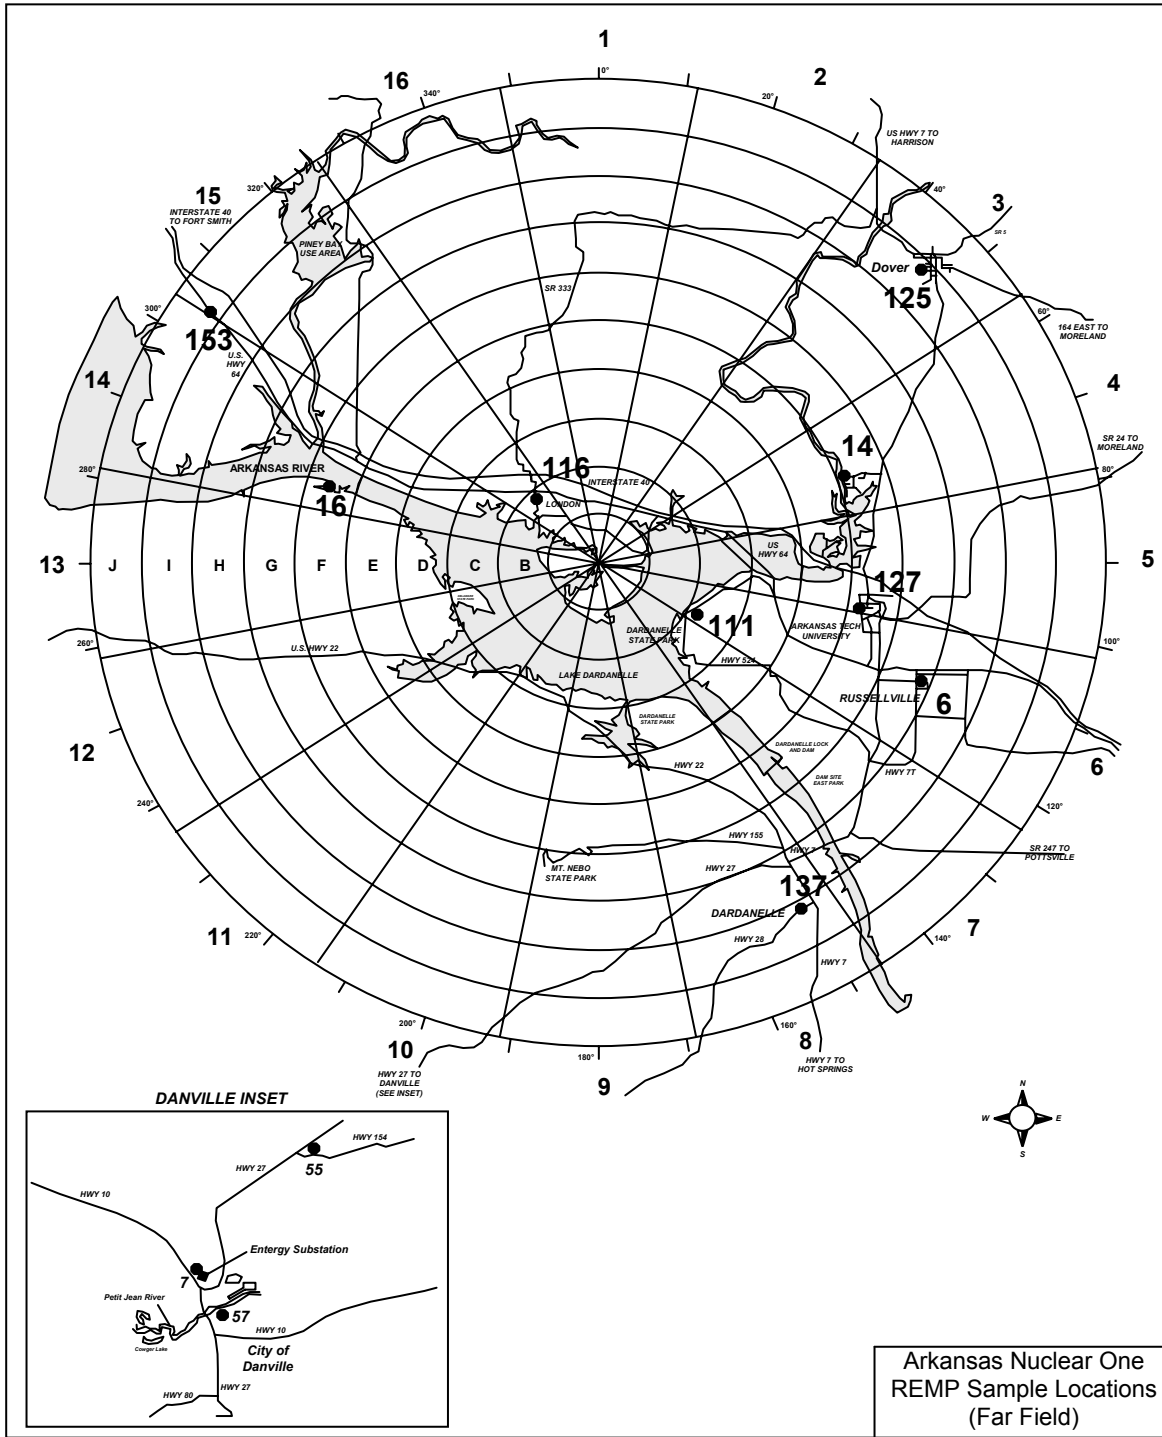 1
0°
16
340°
2
20°
US HWY 7 TO
HARRISON
15
INTERSTATE 40
TO FORT SMITH
320°
40°
3
SR 5
PINEY BAY
USE AREA
Dover
125
SR 333
300°
153
60°
164 EAST TO
MORELAND
U.S.
HWY
64
14
4
SR 24 TO
MORELAND
14
280°
ARKANSAS RIVER
16
116
INTERSTATE 40
LONDON
80°
13
J
I
H
G
F
E
D
C
B
US
HWY 64
5
127
ARKANSAS TECH
UNIVERSITY
111
DARDANELLE
STATE PARK
260°
U.S. HWY 22
HWY 524
100°
LAKE DARDANELLE
RUSSELLVILLE
6
DARDANELLE
STATE PARK
DARDANELLE LOCK
AND DAM
12
HWY 22
HWY 7T
6
DAM SITE
EAST PARK
240°
120°
HWY 155
HWY 7
SR 247 TO
POTTSVILLE
MT. NEBO
STATE PARK
HWY 27
137
DARDANELLE
11
220°
HWY 28
HWY 7
140°
7
200°
10
180°
160°
8
HWY 27 TO
DANVILLE
(SEE INSET)
9
HWY 7 TO
HOT SPRINGS
DANVILLE INSET
N
W
E
S
HWY 154
55
HWY 27
HWY 10
Entergy Substation
7
Petit Jean River
57
HWY 10
Cowger Lake
City of
Danville
HWY 27
HWY 80
Arkansas Nuclear One
REMP Sample Locations
(Far Field)